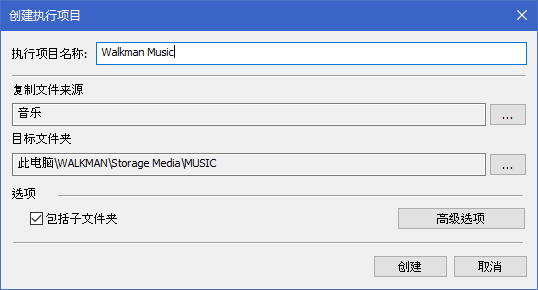 创建执行项目
执行项目名称: Walkman Music
复制文件来源
音乐 ...
目标文件夹
此电脑\WALKMAN\Storage Media\MUSIC ...
选项
包括子文件夹 高级选项
创建 取消